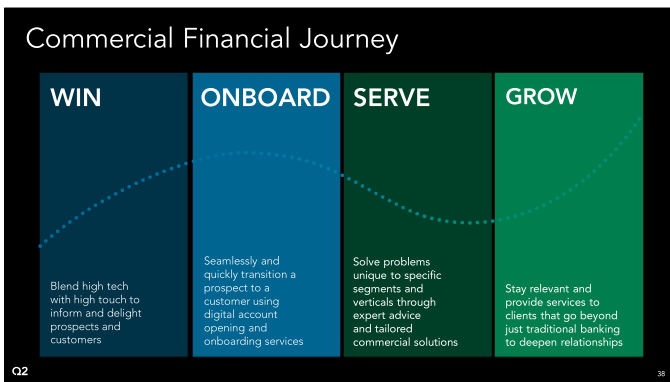 Commercial Financial Journey
WIN
Blend high tech
with high touch to
inform and delight
prospects and
customers
ONBOARD
Seamlessly and
quickly transition a
prospect to a
customer using
digital account
opening and
onboarding services
SERVE
Solve problems
unique to specific
segments and
verticals through
expert advice
and tailored
commercial solutions
GROW
Stay relevant and
provide services to
clients that go beyond
just traditional banking
to deepen relationships
Q2
38